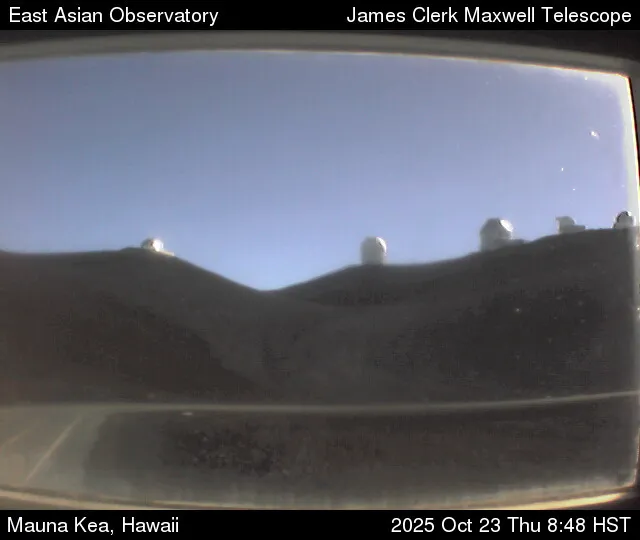 East Asian Observatory
James Clerk Maxwell Telescope
Mauna Kea, Hawaii
2025 Oct 23 Thu 8:48 HST